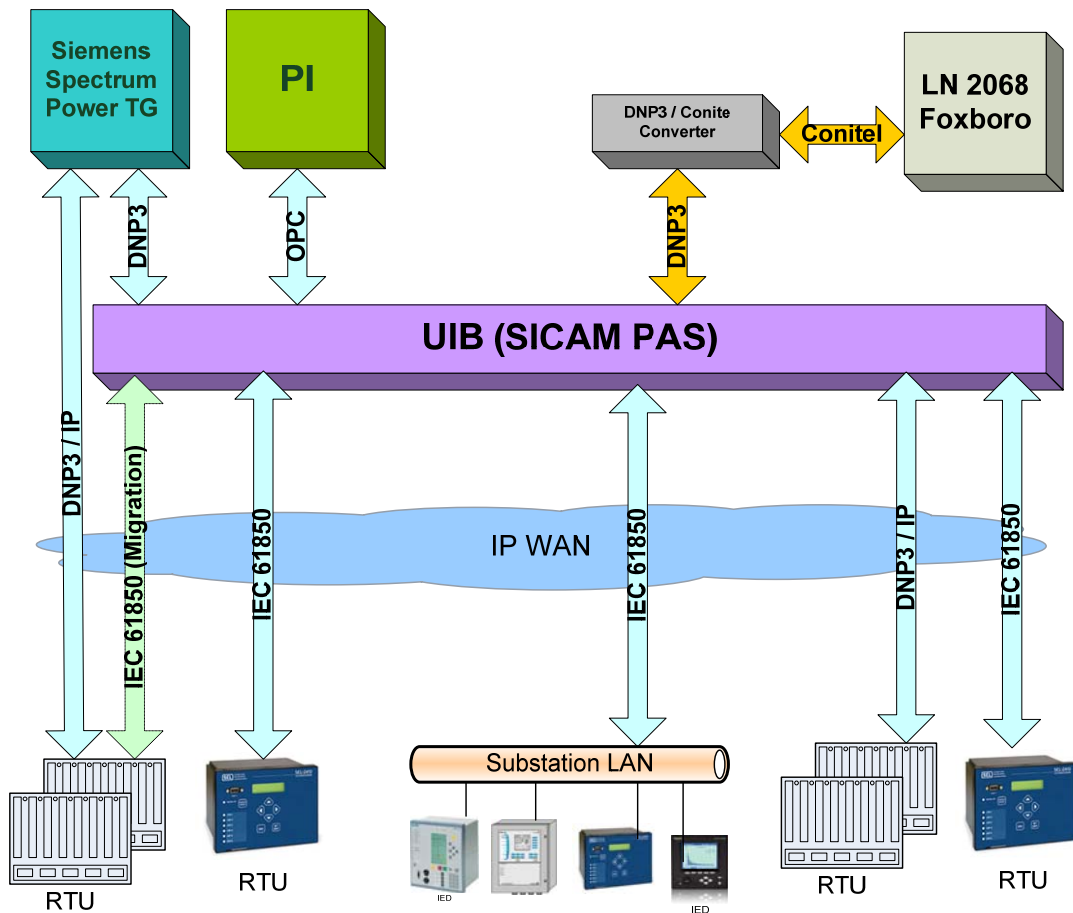 Siemens
Spectrum
Power TG
PI
DNP3 / Conite
Converter
Conitel
LN 2068
Foxboro
DNP3
OPC
DNP3
UIB (SICAM PAS)
DNP3 / IP
IEC 61850 (Migration)
IEC 61850
IEC 61850
DNP3 / IP
IEC 61850
IP WAN
Substation LAN
SEL
SEL
RTU
RTU
IED
IED
RTU
RTU